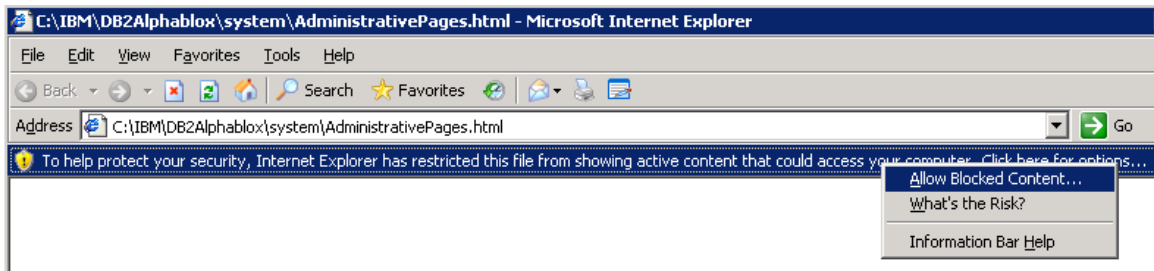 C:\IBM\DB2Alphablox\system\AdministrativePages.html - Microsoft Internet Explorer
File Edit View Favorites Tools Help
Back Search Favorites
Address C:\IBM\DB2Alphablox\system\AdministrativePages.html Go
To help protect your security, Internet Explorer has restricted this file from showing active content that could access your computer. Click here for options...
Allow Blocked Content...
What's the Risk?
Information Bar Help